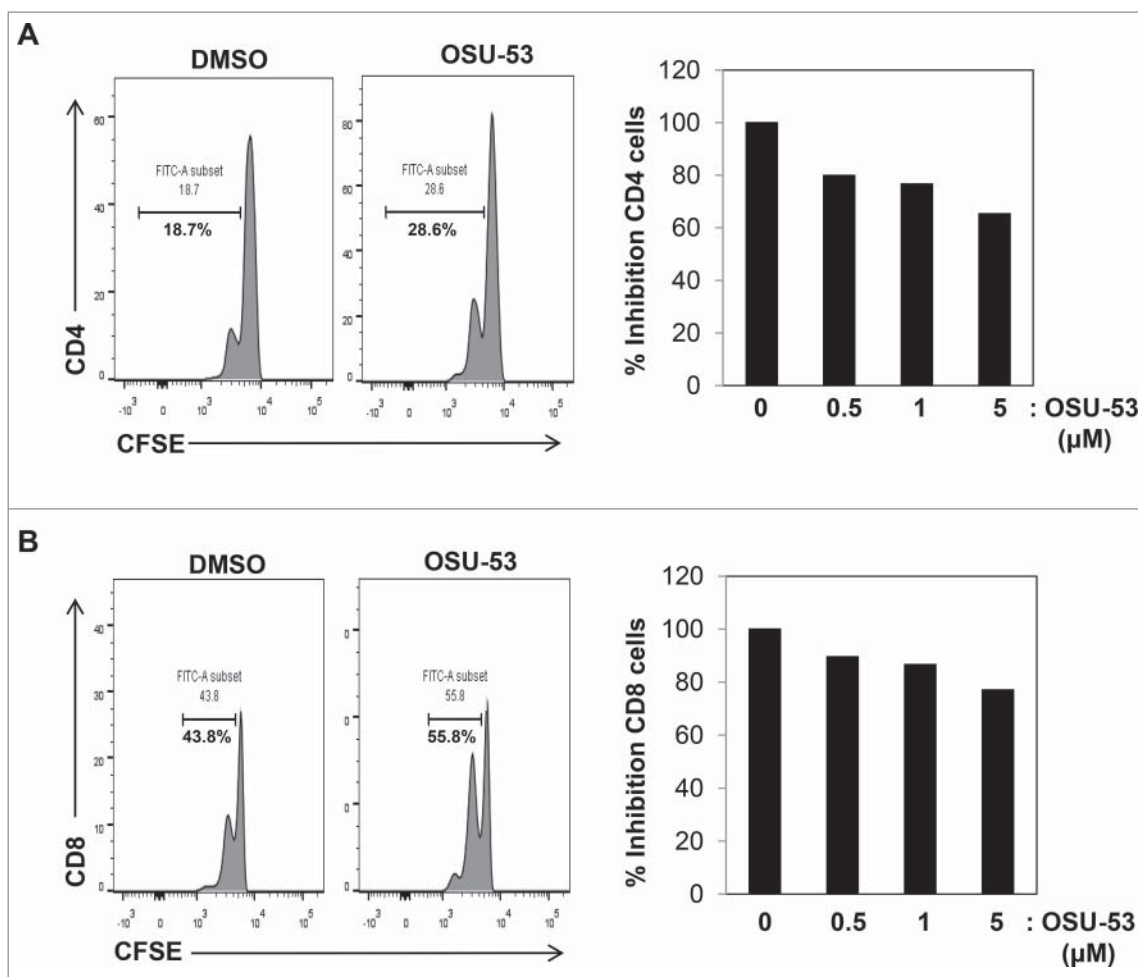 A
DMSO
OSU-53
CD4
60
40
20
0
FITC-A subset
18.7
18.7%
-10³ 0 10³ 10⁴ 10⁵
80
60
40
20
0
FITC-A subset
28.6
28.6%
-10³ 0 10³ 10⁴ 10⁵
CFSE
% Inhibition CD4 cells
120
100
80
60
40
20
0
0 0.5 1 5 : OSU-53
(µM)
B
DMSO
OSU-53
CD8
40
30
20
10
0
FITC-A subset
43.8
43.8%
-10³ 0 10³ 10⁴ 10⁵
0
0
0
0
FITC-A subset
55.8
55.8%
-10³ 0 10³ 10⁴ 10⁵
CFSE
% Inhibition CD8 cells
120
100
80
60
40
20
0
0 0.5 1 5 : OSU-53
(µM)